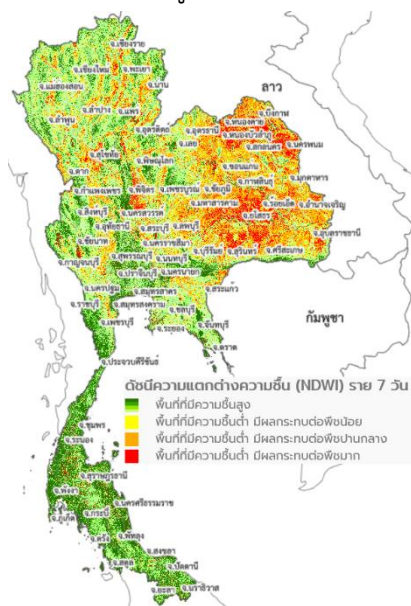 จ.เชียงราย
จ.เชียงใหม่
จ.พะเยา
จ.แม่ฮ่องสอน
จ.น่าน
จ.ลำปาง
จ.แพร่
จ.ลำพูน
จ.อุตรดิตถ์
ลาว
จ.บึงกาฬ
จ.หนองคาย
จ.อุดรธานี
จ.หนองบัวลำภู
จ.เลย
จ.สกลนคร
จ.นครพนม
จ.สุโขทัย
จ.ตาก
จ.พิษณุโลก
จ.ขอนแก่น
จ.กาฬสินธุ์
จ.มุกดาหาร
จ.กำแพงเพชร
จ.พิจิตร
จ.เพชรบูรณ์
จ.ชัยภูมิ
จ.มหาสารคาม
จ.ร้อยเอ็ด
จ.อำนาจเจริญ
จ.สิงหบุรี
จ.นครสวรรค์
จ.ยโสธร
จ.อุทัยธานี
จ.สระบุรี
จ.ลพบุรี
จ.อุบลราชธานี
จ.ชัยนาท
จ.นครราชสีมา
จ.บุรีรัมย์
จ.สุรินทร์
จ.ศรีสะเกษ
จ.กาญจนบุรี
จ.สุพรรณบุรี
จ.นนทบุรี
จ.ปราจีนบุรี
จ.นครนายก
จ.สระแก้ว
จ.นครปฐม
จ.สมุทรสาคร
จ.ราชบุรี
จ.สมุทรสงคราม
จ.ชลบุรี
จ.เพชรบุรี
จ.ระยอง
จ.จันทบุรี
จ.ตราด
กัมพูชา
จ.ประจวบคีรีขันธ์
ดัชนีความแตกต่างความชื้น (NDWI) ราย 7 วัน
พื้นที่ที่มีความชื้นสูง
พื้นที่ที่มีความชื้นต่ำ มีผลกระทบต่อพืชน้อย
พื้นที่ที่มีความชื้นต่ำ มีผลกระทบต่อพืชปานกลาง
พื้นที่ที่มีความชื้นต่ำ มีผลกระทบต่อพืชมาก
จ.ชุมพร
จ.ระนอง
จ.สุราษฎร์ธานี
จ.พังงา
จ.นครศรีธรรมราช
จ.กระบี่
จ.ภูเก็ต
จ.ตรัง
จ.พัทลุง
จ.สงขลา
จ.สตูล
จ.ปัตตานี
จ.ยะลา
จ.นราธิวาส